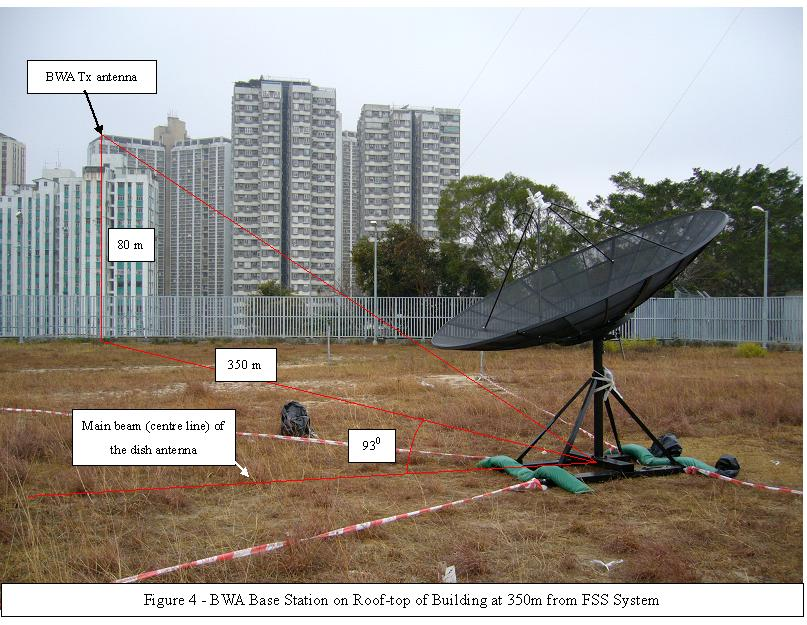 BWA Tx antenna
80 m
350 m
Main beam (centre line) of
the dish antenna
93⁰
Figure 4 - BWA Base Station on Roof-top of Building at 350m from FSS System